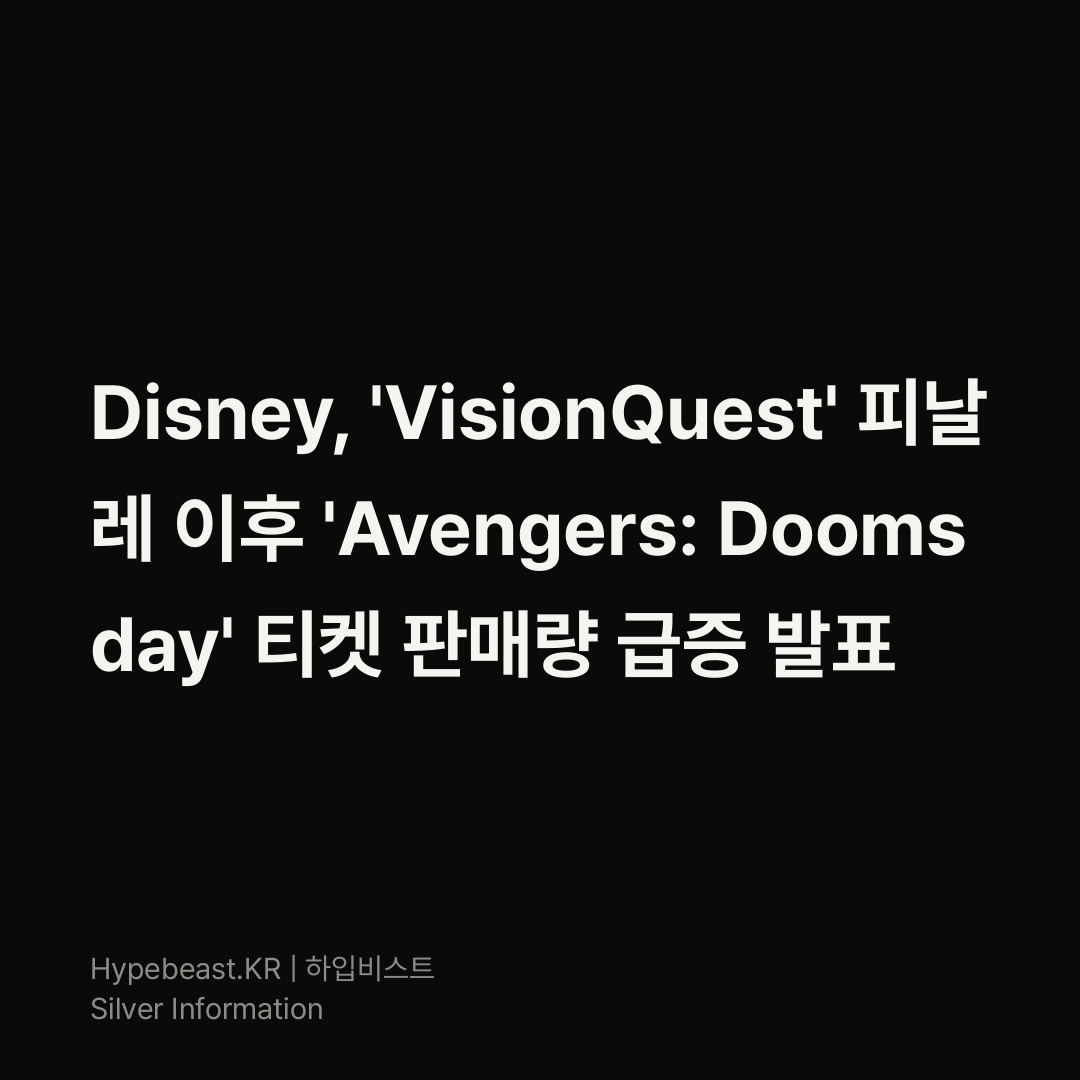 Disney, 'VisionQuest' 피날
레 이후 'Avengers: Dooms
day' 티켓 판매량 급증 발표
Hypebeast.KR | 하입비스트
Silver Information